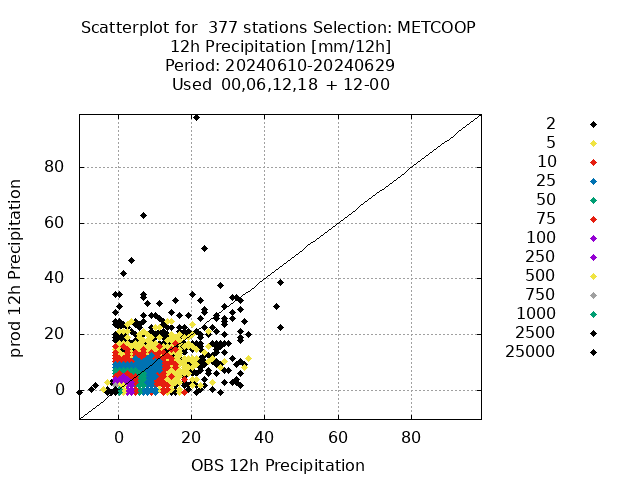 Scatterplot for  377 stations Selection: METCOOP
12h Precipitation [mm/12h]
Period: 20240610-20240629
Used  00,06,12,18 + 12-00
2
5
10
25
50
75
100
250
500
750
1000
2500
25000
prod 12h Precipitation
80
60
40
20
0
0 20 40 60 80
OBS 12h Precipitation